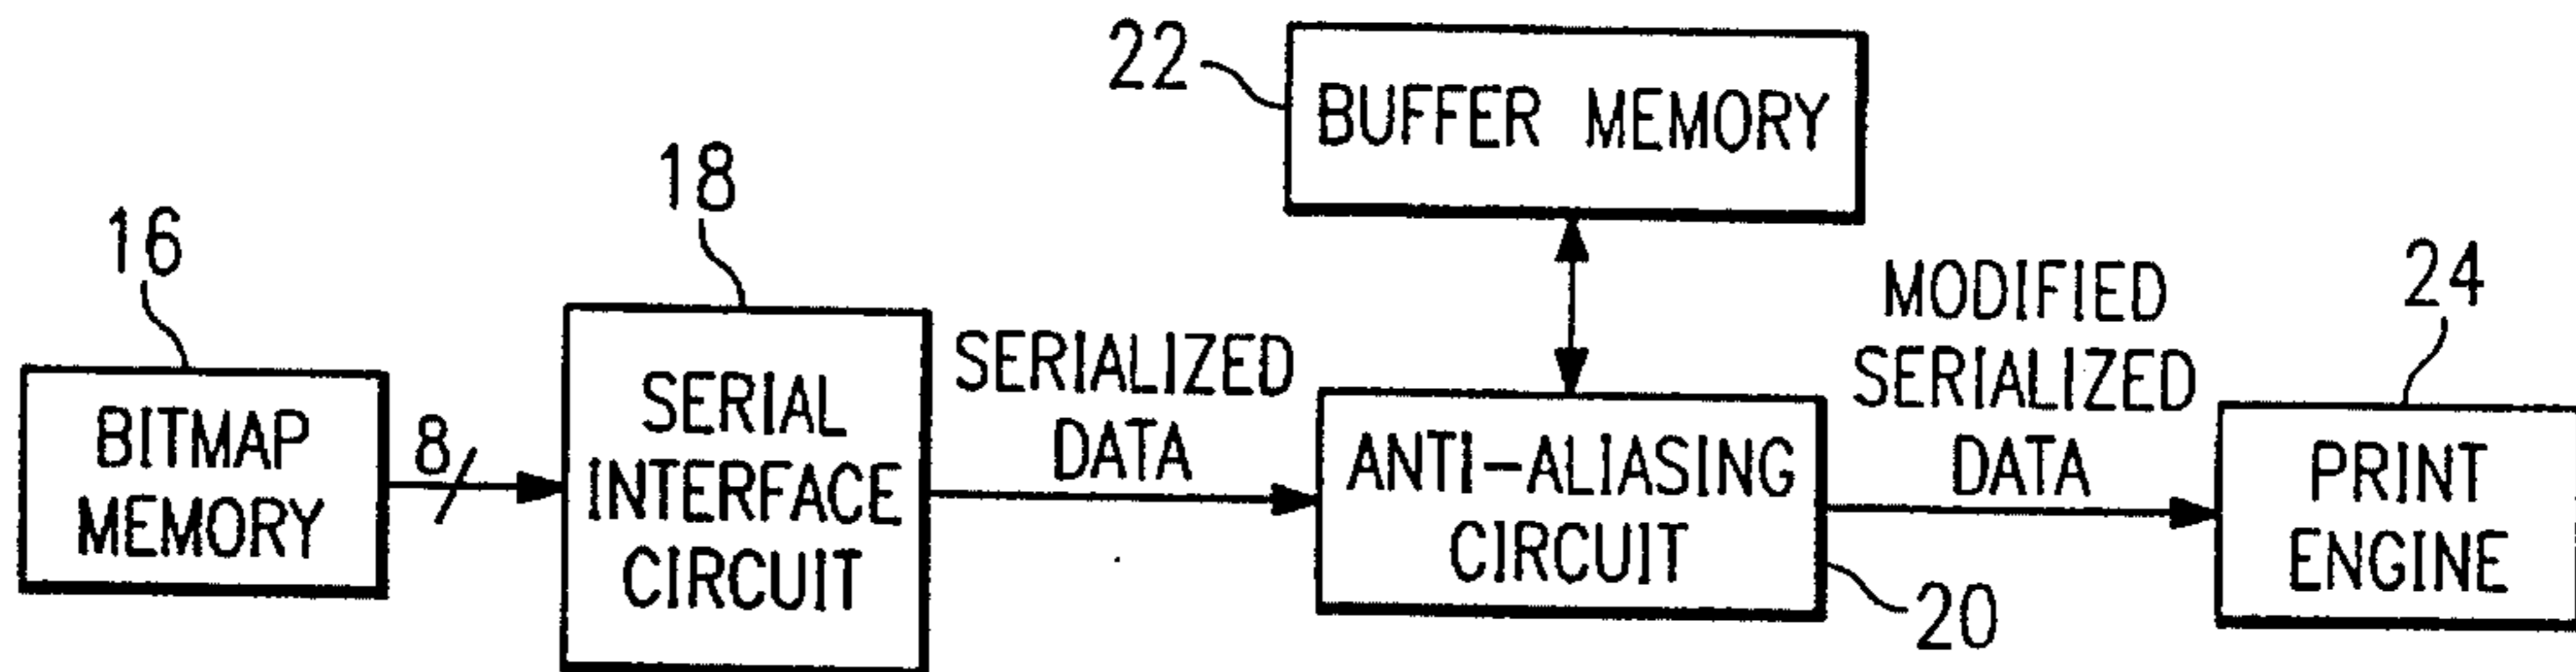 16
BITMAP
MEMORY
8
18
SERIAL
INTERFACE
CIRCUIT
SERIALIZED
DATA
22
BUFFER MEMORY
ANTI-ALIASING
CIRCUIT
20
MODIFIED
SERIALIZED
DATA
24
PRINT
ENGINE